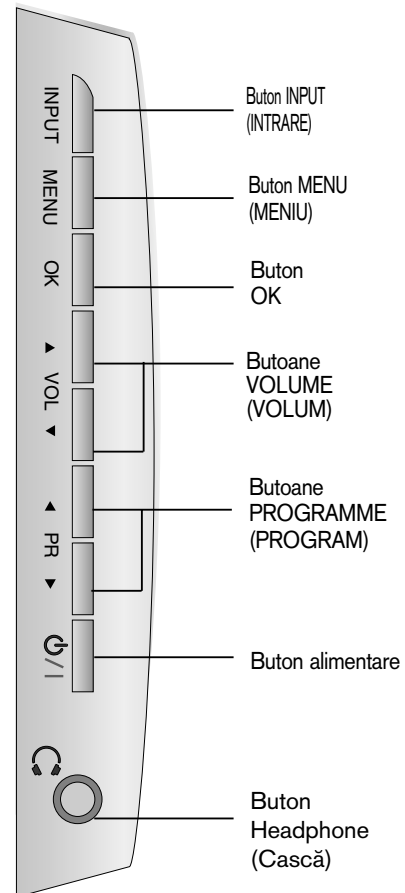 INPUT
Buton INPUT
(INTRARE)
MENU
Buton MENU
(MENIU)
OK
Buton
OK
▲ VOL ▼
Butoane
VOLUME
(VOLUM)
◀ PR ▶
Butoane
PROGRAMME
(PROGRAM)
⏻/I
Buton alimentare
Buton
Headphone
(Cască)